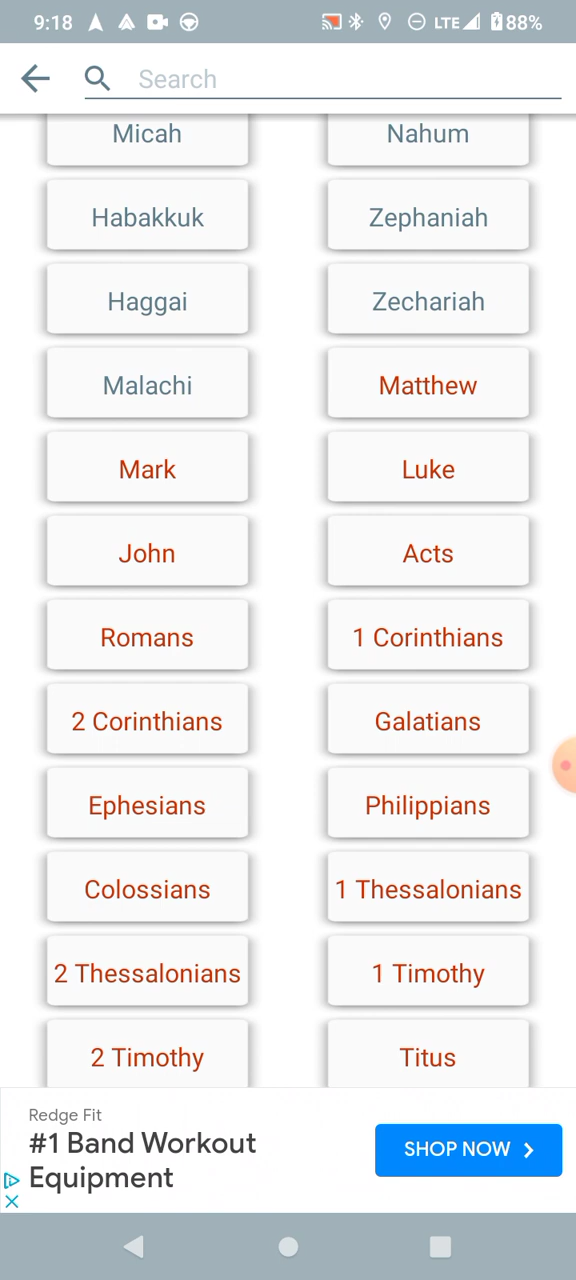 9:18 LTE 88%
Search
Micah Nahum
Habakkuk Zephaniah
Haggai Zechariah
Malachi Matthew
Mark Luke
John Acts
Romans 1 Corinthians
2 Corinthians Galatians
Ephesians Philippians
Colossians 1 Thessalonians
2 Thessalonians 1 Timothy
2 Timothy Titus
Redge Fit
#1 Band Workout
Equipment
SHOP NOW